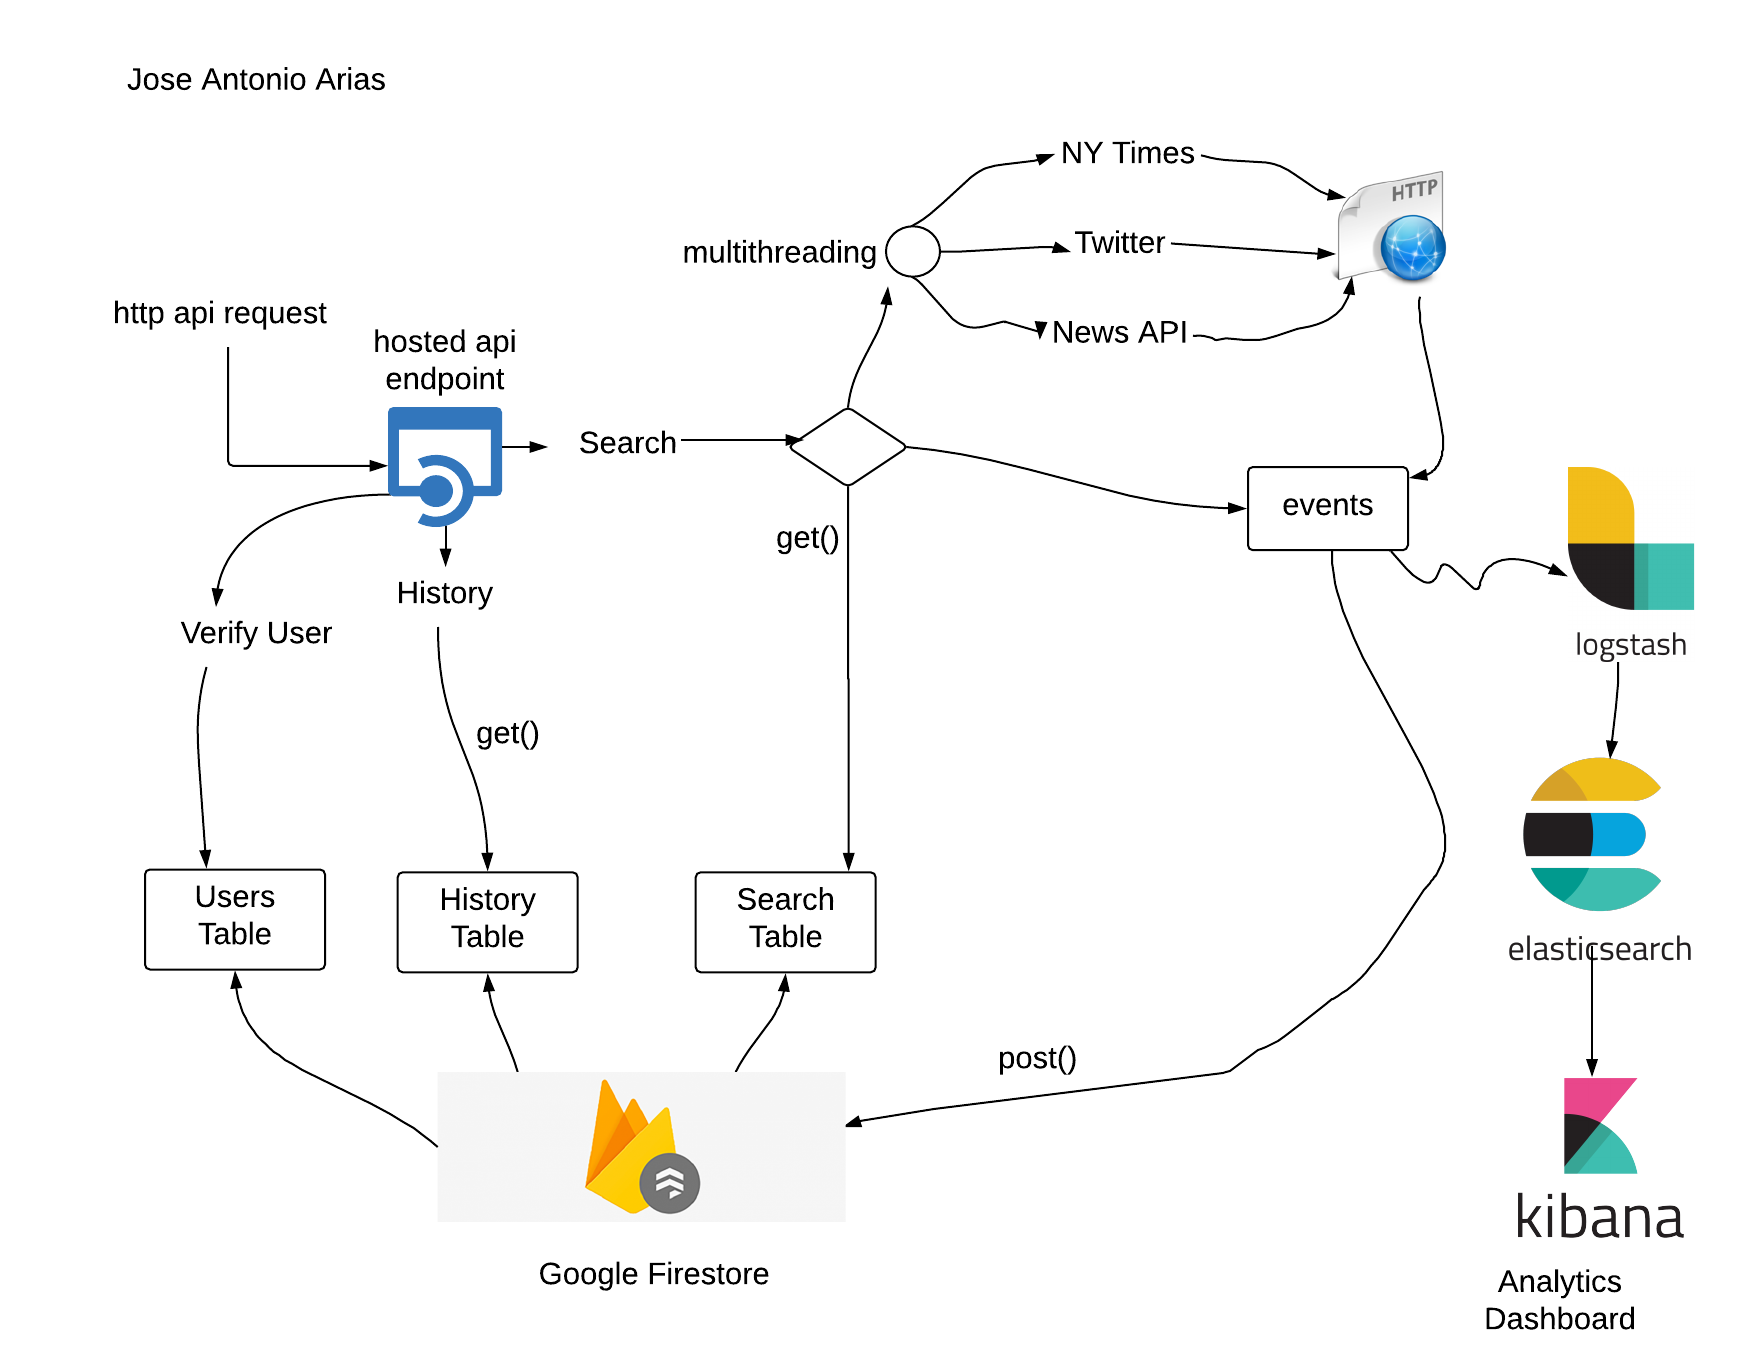 Jose Antonio Arias
NY Times
HTTP
multithreading
Twitter
http api request
hosted api
endpoint
News API
Search
events
get()
History
Verify User
logstash
get()
Users
Table
History
Table
Search
Table
elasticsearch
post()
kibana
Google Firestore
Analytics
Dashboard